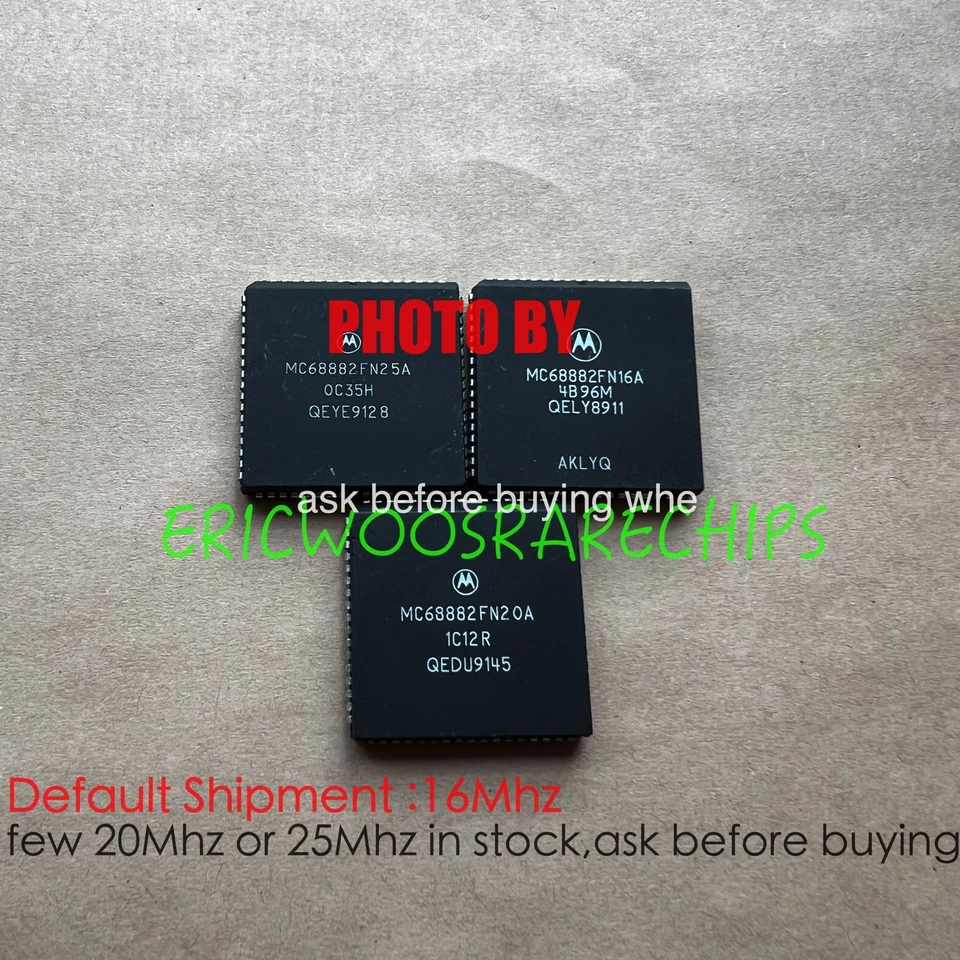 PHOTO BY
MC68882FN25A
0C35H
QEYE9128
MC68882FN16A
4B96M
QELY8911
AKLYQ
ask before buying whe
ERICWOOSRARECHIPS
MC68882FN20A
1C12R
QEDU9145
Default Shipment :16Mhz
few 20Mhz or 25Mhz in stock,ask before buying